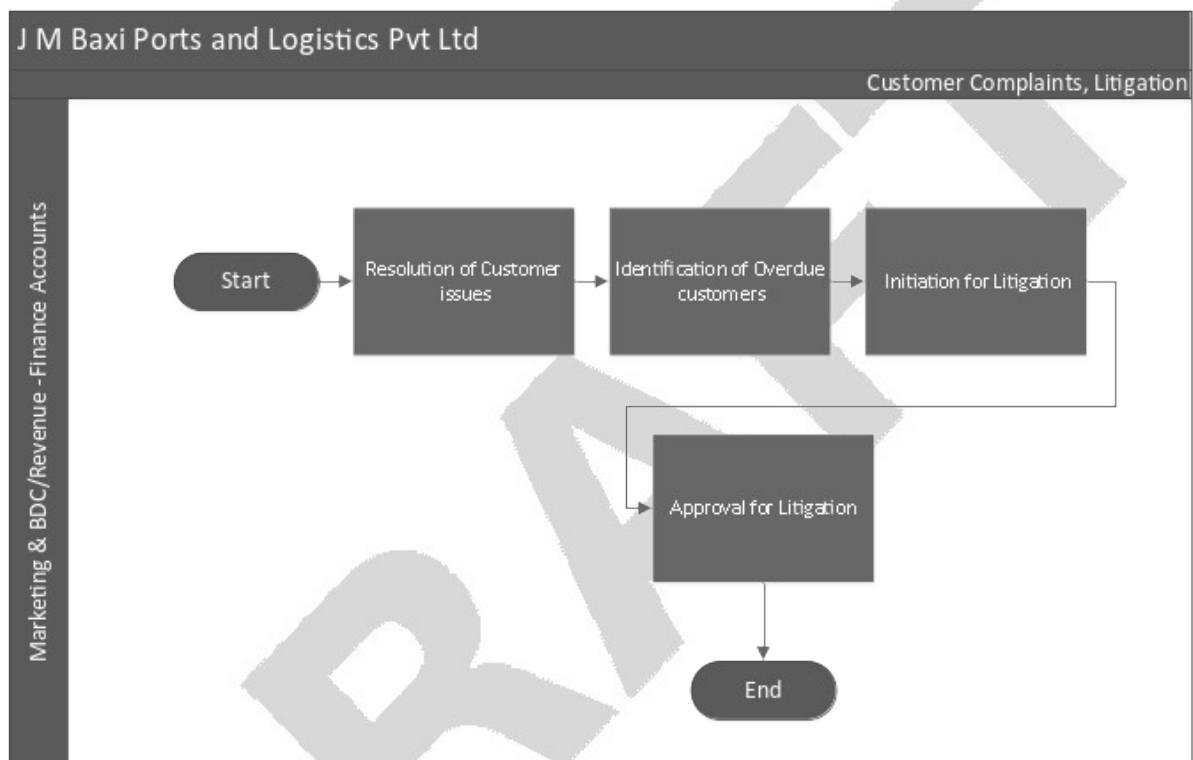 J M Baxi Ports and Logistics Pvt Ltd
Customer Complaints, Litigation
Marketing & BDC/Revenue -Finance Accounts
Start
Resolution of Customer
issues
Identification of Overdue
customers
Initiation for Litigation
Approval for Litigation
End